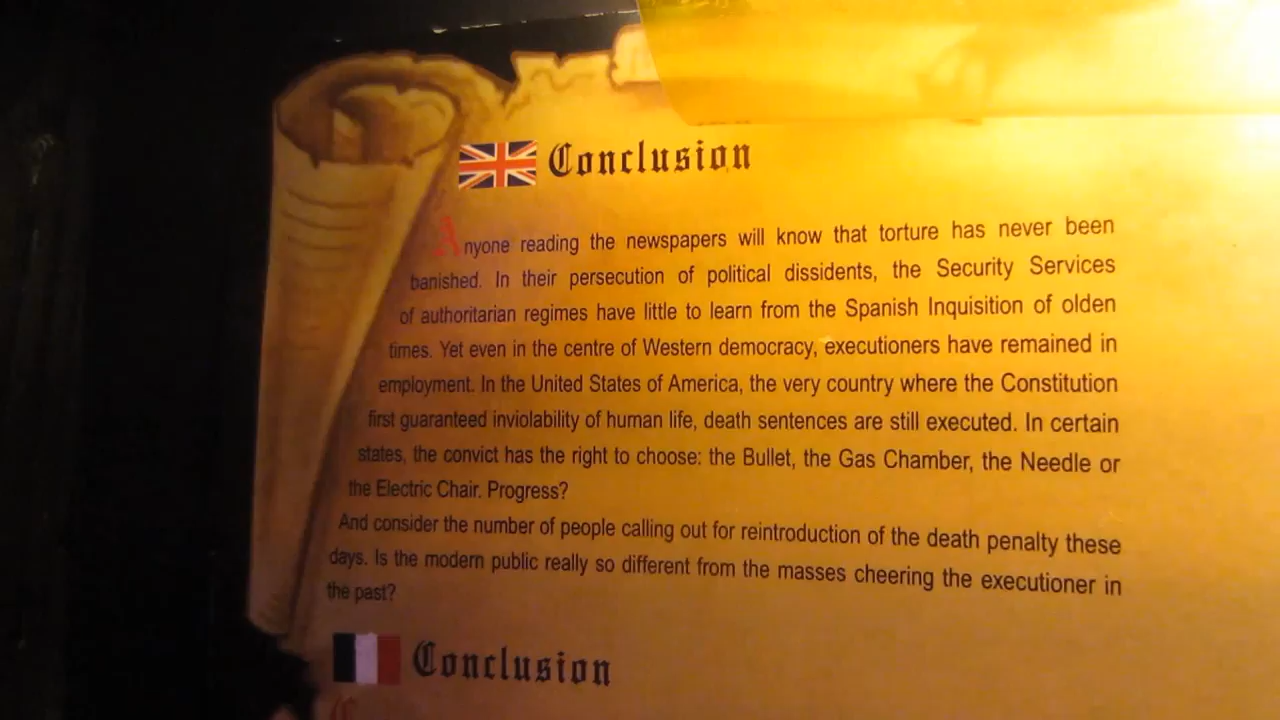 Conclusion
Anyone reading the newspapers will know that torture has never been
banished. In their persecution of political dissidents, the Security Services
of authoritarian regimes have little to learn from the Spanish Inquisition of olden
times. Yet even in the centre of Western democracy, executioners have remained in
employment. In the United States of America, the very country where the Constitution
first guaranteed inviolability of human life, death sentences are still executed. In certain
states, the convict has the right to choose: the Bullet, the Gas Chamber, the Needle or
the Electric Chair. Progress?
And consider the number of people calling out for reintroduction of the death penalty these
days. Is the modern public really so different from the masses cheering the executioner in
the past?
Conclusion